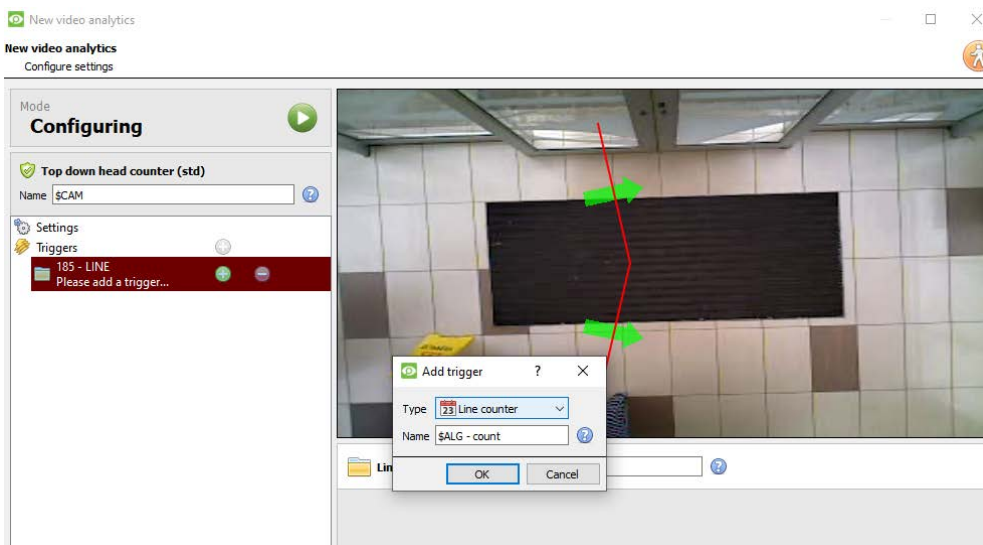 New video analytics
New video analytics
Configure settings
Mode
Configuring
Top down head counter (std)
Name $CAM
Settings
Triggers
185 - LINE
Please add a trigger...
Add trigger ?
Type 23 Line counter
Name $ALG - count
OK Cancel